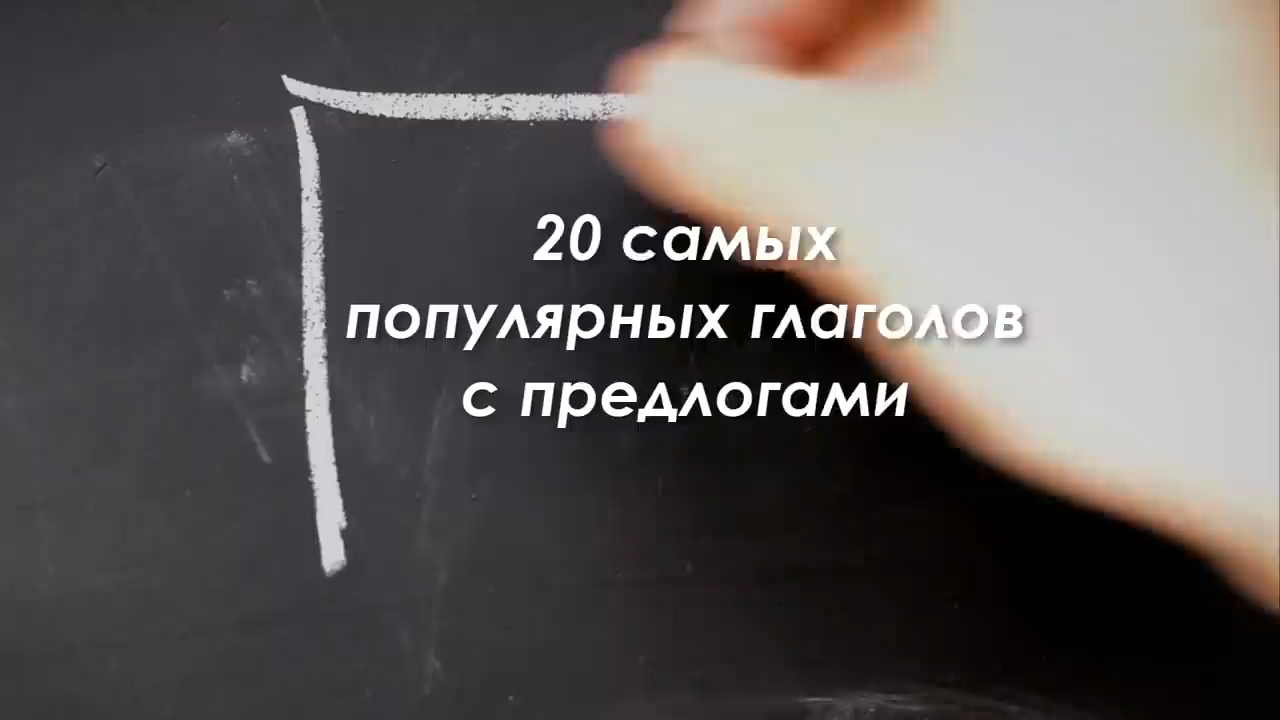 20 самых
популярных глаголов
с предлогами